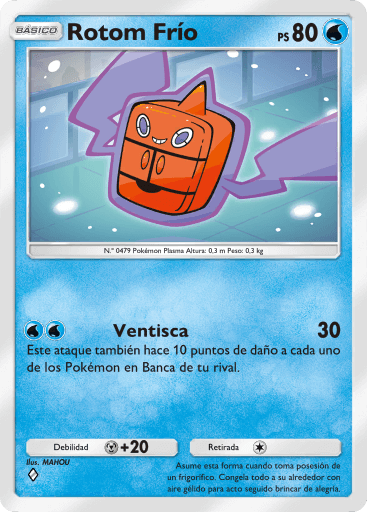 BÁSICO Rotom Frío PS 80
N.º 0479 Pokémon Plasma Altura: 0,3 m Peso: 0,3 kg
Ventisca 30
Este ataque también hace 10 puntos de daño a cada uno
de los Pokémon en Banca de tu rival.
Debilidad +20 Retirada
Ilus. MAHOU
Asume esta forma cuando toma posesión de
un frigorífico. Congela todo a su alrededor con
aire gélido para acto seguido brincar de alegría.